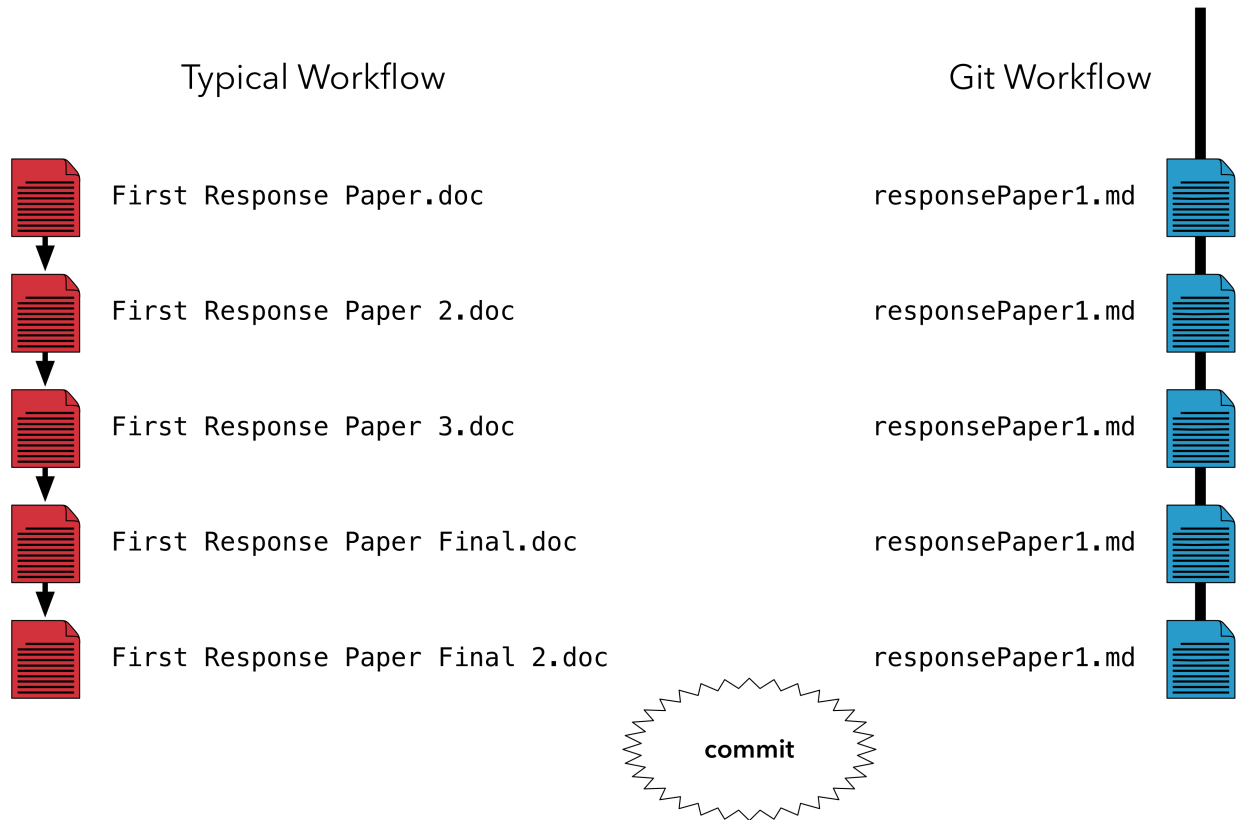 Typical Workflow
Git Workflow
First Response Paper.doc
responsePaper1.md
First Response Paper 2.doc
responsePaper1.md
First Response Paper 3.doc
responsePaper1.md
First Response Paper Final.doc
responsePaper1.md
First Response Paper Final 2.doc
responsePaper1.md
commit